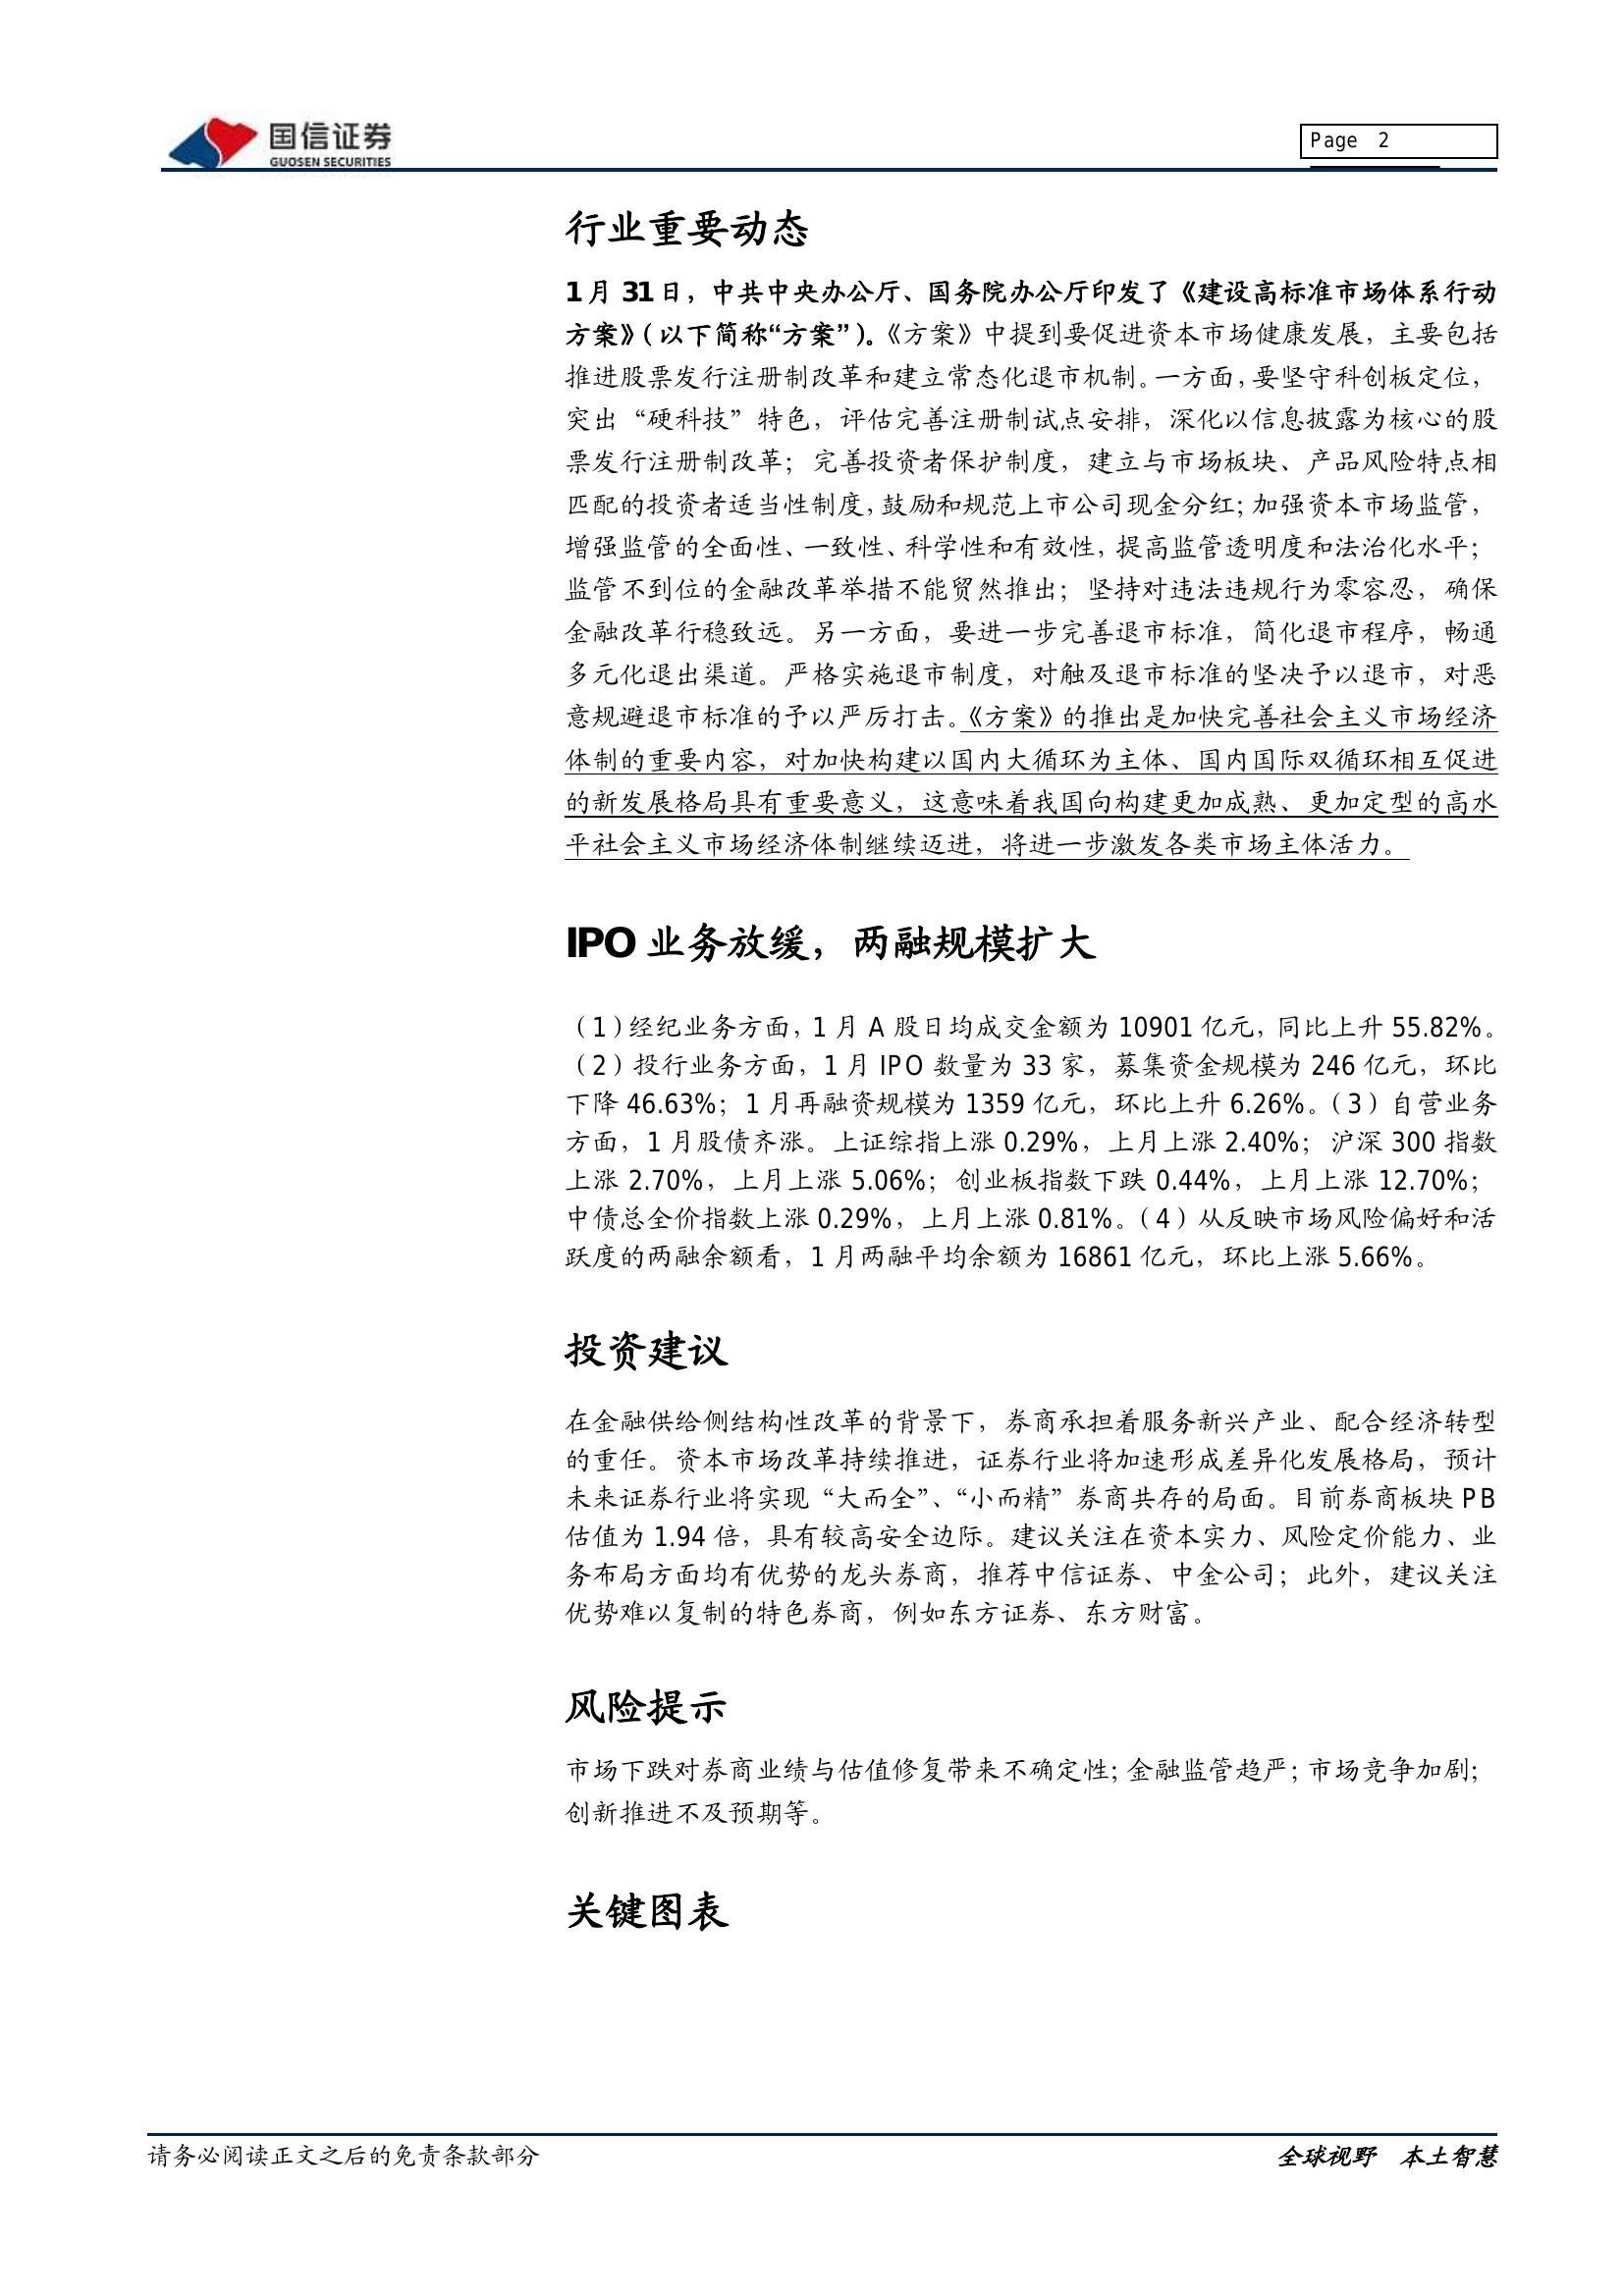 国信证券
GUOSEN SECURITIES
Page 2
行业重要动态
1月 31日，中共中央办公厅、国务院办公厅印发了《建设高标准市场体系行动
方案》（以下简称“方案”）。《方案》中提到要促进资本市场健康发展，主要包括
推进股票发行注册制改革和建立常态化退市机制。一方面，要坚守科创板定位，
突出“硬科技”特色，评估完善注册制试点安排，深化以信息披露为核心的股
票发行注册制改革；完善投资者保护制度，建立与市场板块、产品风险特点相
匹配的投资者适当性制度，鼓励和规范上市公司现金分红；加强资本市场监管，
增强监管的全面性、一致性、科学性和有效性，提高监管透明度和法治化水平；
监管不到位的金融改革举措不能贸然推出；坚持对违法违规行为零容忍，确保
金融改革行稳致远。另一方面，要进一步完善退市标准，简化退市程序，畅通
多元化退出渠道。严格实施退市制度，对触及退市标准的坚决予以退市，对恶
意规避退市标准的予以严厉打击。《方案》的推出是加快完善社会主义市场经济
体制的重要内容，对加快构建以国内大循环为主体、国内国际双循环相互促进
的新发展格局具有重要意义，这意味着我国向构建更加成熟、更加定型的高水
平社会主义市场经济体制继续迈进，将进一步激发各类市场主体活力。
IPO 业务放缓，两融规模扩大
（1）经纪业务方面，1 月 A 股日均成交金额为 10901 亿元，同比上升 55.82%。
（2）投行业务方面，1 月 IPO 数量为 33 家，募集资金规模为 246 亿元，环比
下降 46.63%；1 月再融资规模为 1359 亿元，环比上升 6.26%。（3）自营业务
方面，1 月股债齐涨。上证综指上涨 0.29%，上月上涨 2.40%；沪深 300 指数
上涨 2.70%，上月上涨 5.06%；创业板指数下跌 0.44%，上月上涨 12.70%；
中债总全价指数上涨 0.29%，上月上涨 0.81%。（4）从反映市场风险偏好和活
跃度的两融余额看，1 月两融平均余额为 16861 亿元，环比上涨 5.66%。
投资建议
在金融供给侧结构性改革的背景下，券商承担着服务新兴产业、配合经济转型
的重任。资本市场改革持续推进，证券行业将加速形成差异化发展格局，预计
未来证券行业将实现“大而全”、“小而精”券商共存的局面。目前券商板块 PB
估值为 1.94 倍，具有较高安全边际。建议关注在资本实力、风险定价能力、业
务布局方面均有优势的龙头券商，推荐中信证券、中金公司；此外，建议关注
优势难以复制的特色券商，例如东方证券、东方财富。
风险提示
市场下跌对券商业绩与估值修复带来不确定性；金融监管趋严；市场竞争加剧；
创新推进不及预期等。
关键图表
请务必阅读正文之后的免责条款部分
全球视野 本土智慧